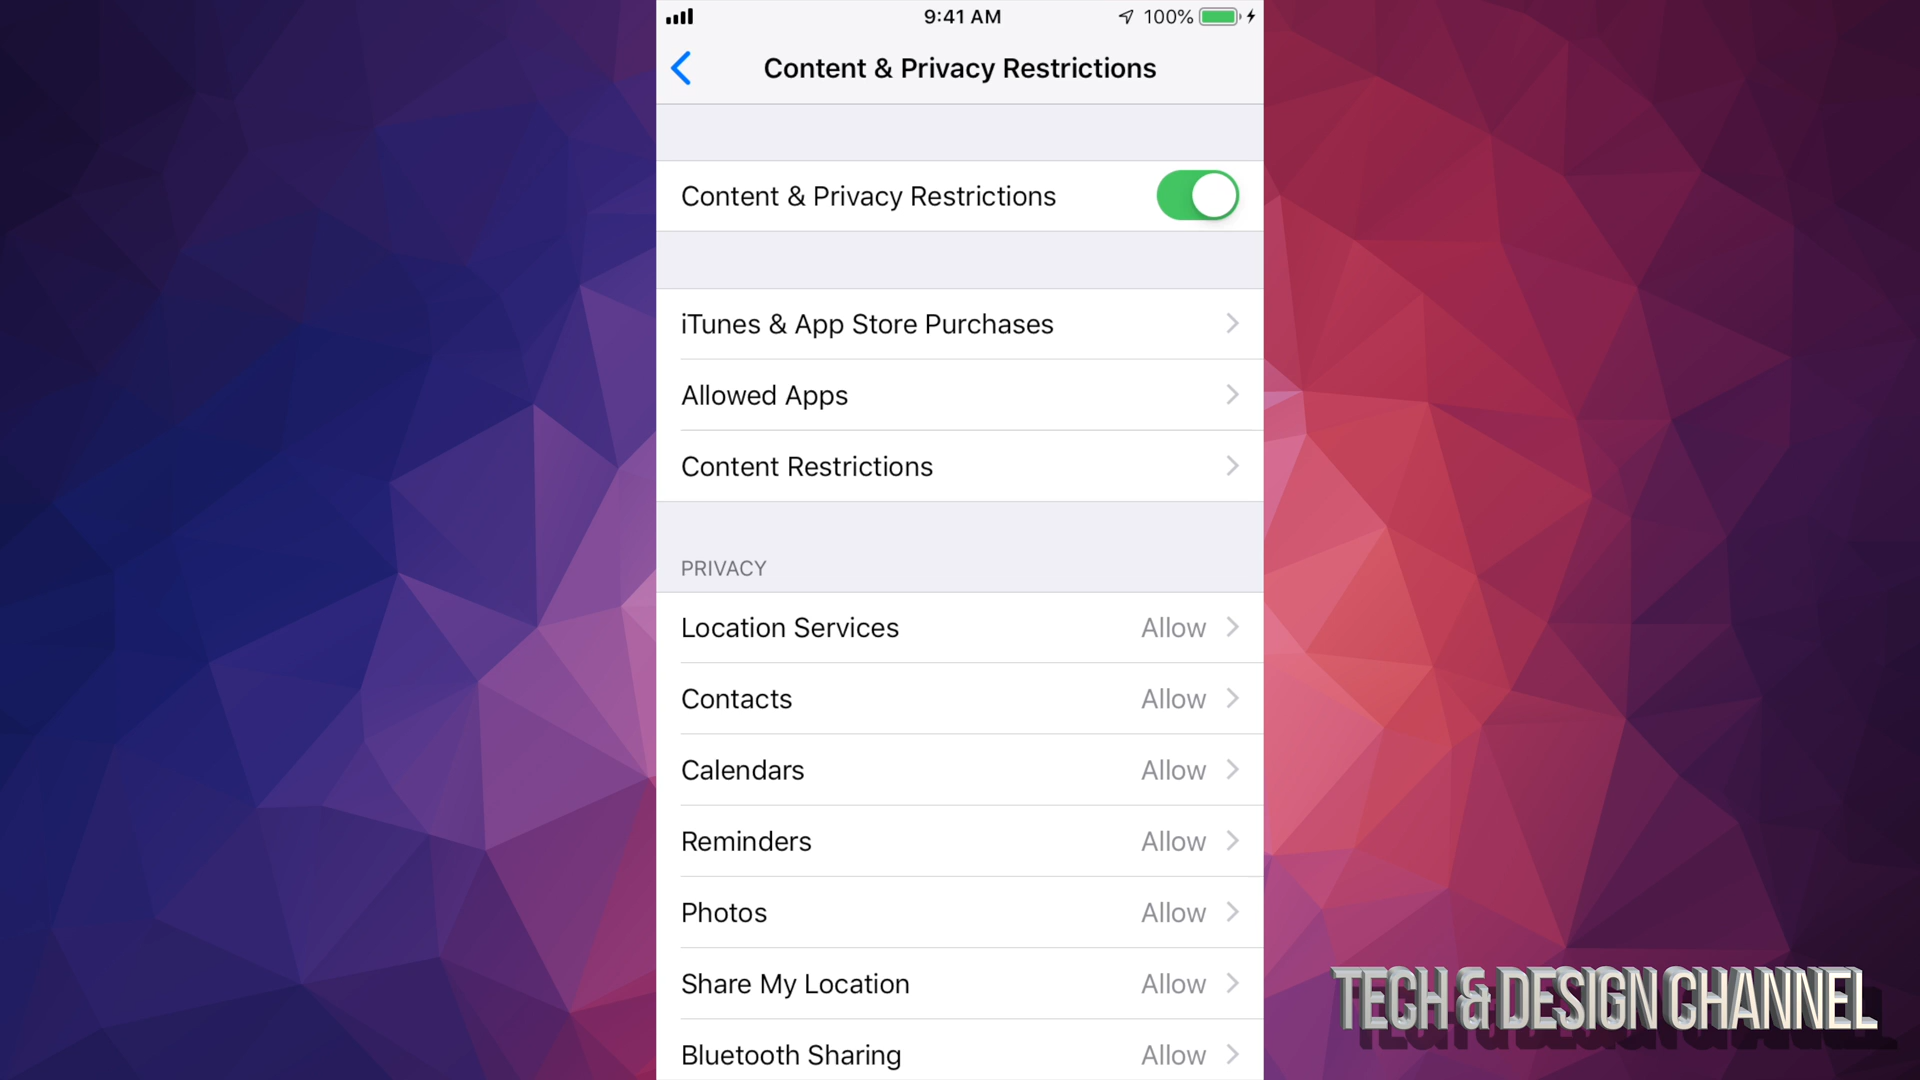 9:41 AM
100%
Content & Privacy Restrictions
Content & Privacy Restrictions
iTunes & App Store Purchases
Allowed Apps
Content Restrictions
PRIVACY
Location Services Allow
Contacts Allow
Calendars Allow
Reminders Allow
Photos Allow
Share My Location Allow
Bluetooth Sharing Allow
TECH & DESIGN CHANNEL